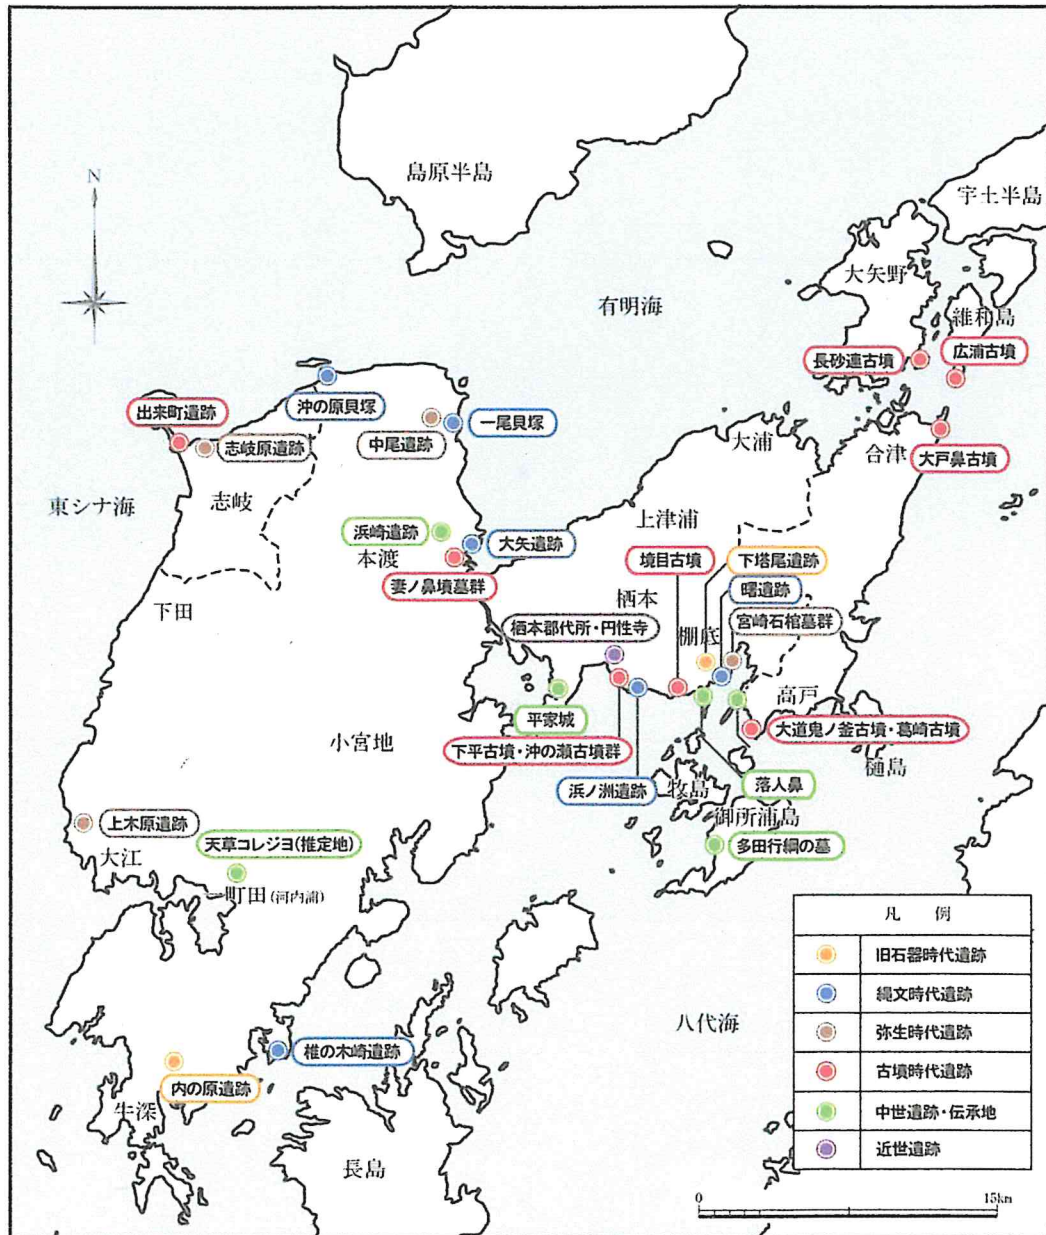 島原半島
N
宇土半島
大矢野
有明海
維和島
長砂連古墳
広浦古墳
出来町遺跡
沖の原貝塚
中尾遺跡
一尾貝塚
大浦
合津
大戸鼻古墳
志岐原遺跡
志岐
東シナ海
上津浦
浜崎遺跡
本渡
大矢遺跡
境目古墳
下塔尾遺跡
妻ノ鼻墳墓群
曙遺跡
下田
栖本
宮崎石棺墓群
栖本郡代所・円性寺
棚底
高戸
平家城
小宮地
下平古墳・沖の瀬古墳群
大道鬼ノ釜古墳・葛崎古墳
樋島
浜ノ洲遺跡
牧島
落人鼻
御所浦島
上木原遺跡
大江
天草コレジヨ(推定地)
多田行綱の墓
一町田(河内浦)
凡 例
旧石器時代遺跡
縄文時代遺跡
弥生時代遺跡
古墳時代遺跡
中世遺跡・伝承地
近世遺跡
八代海
椎の木崎遺跡
内の原遺跡
牛深
長島
0
15km